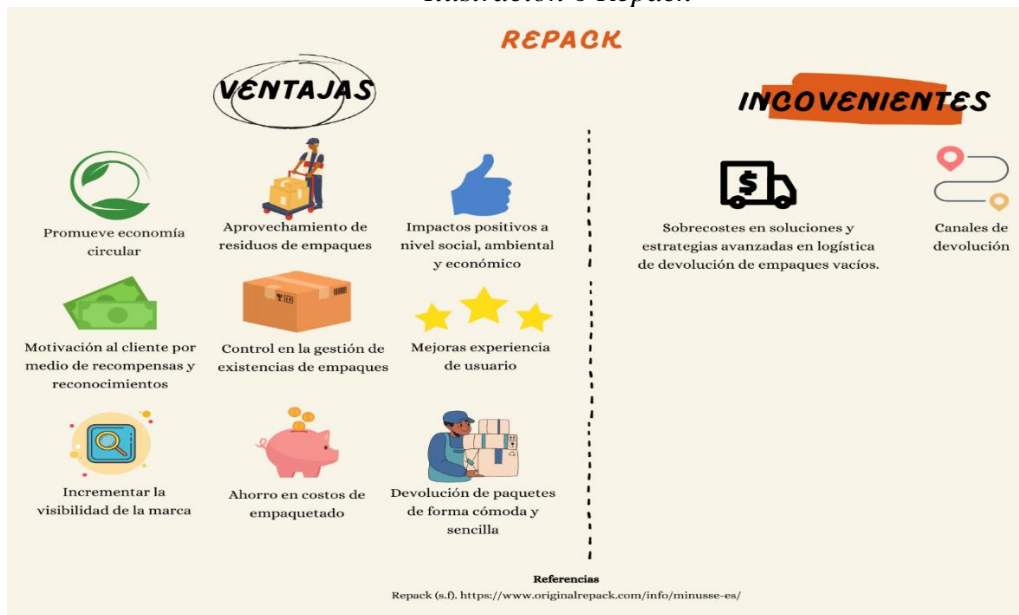 Ilustración 6 Repack
REPACK
VENTAJAS
INCOVENIENTES
Promueve economía
circular
Aprovechamiento de
residuos de empaques
Impactos positivos a
nivel social, ambiental
y económico
Sobrecostes en soluciones y
estrategias avanzadas en logística
de devolución de empaques vacíos.
Canales de
devolución
Motivación al cliente por
medio de recompensas y
reconocimientos
Control en la gestión de
existencias de empaques
Mejoras experiencia
de usuario
Incrementar la
visibilidad de la marca
Ahorro en costos de
empaquetado
Devolución de paquetes
de forma cómoda y
sencilla
Referencias
Repack (s.f). https://www.originalrepack.com/info/minusse-es/